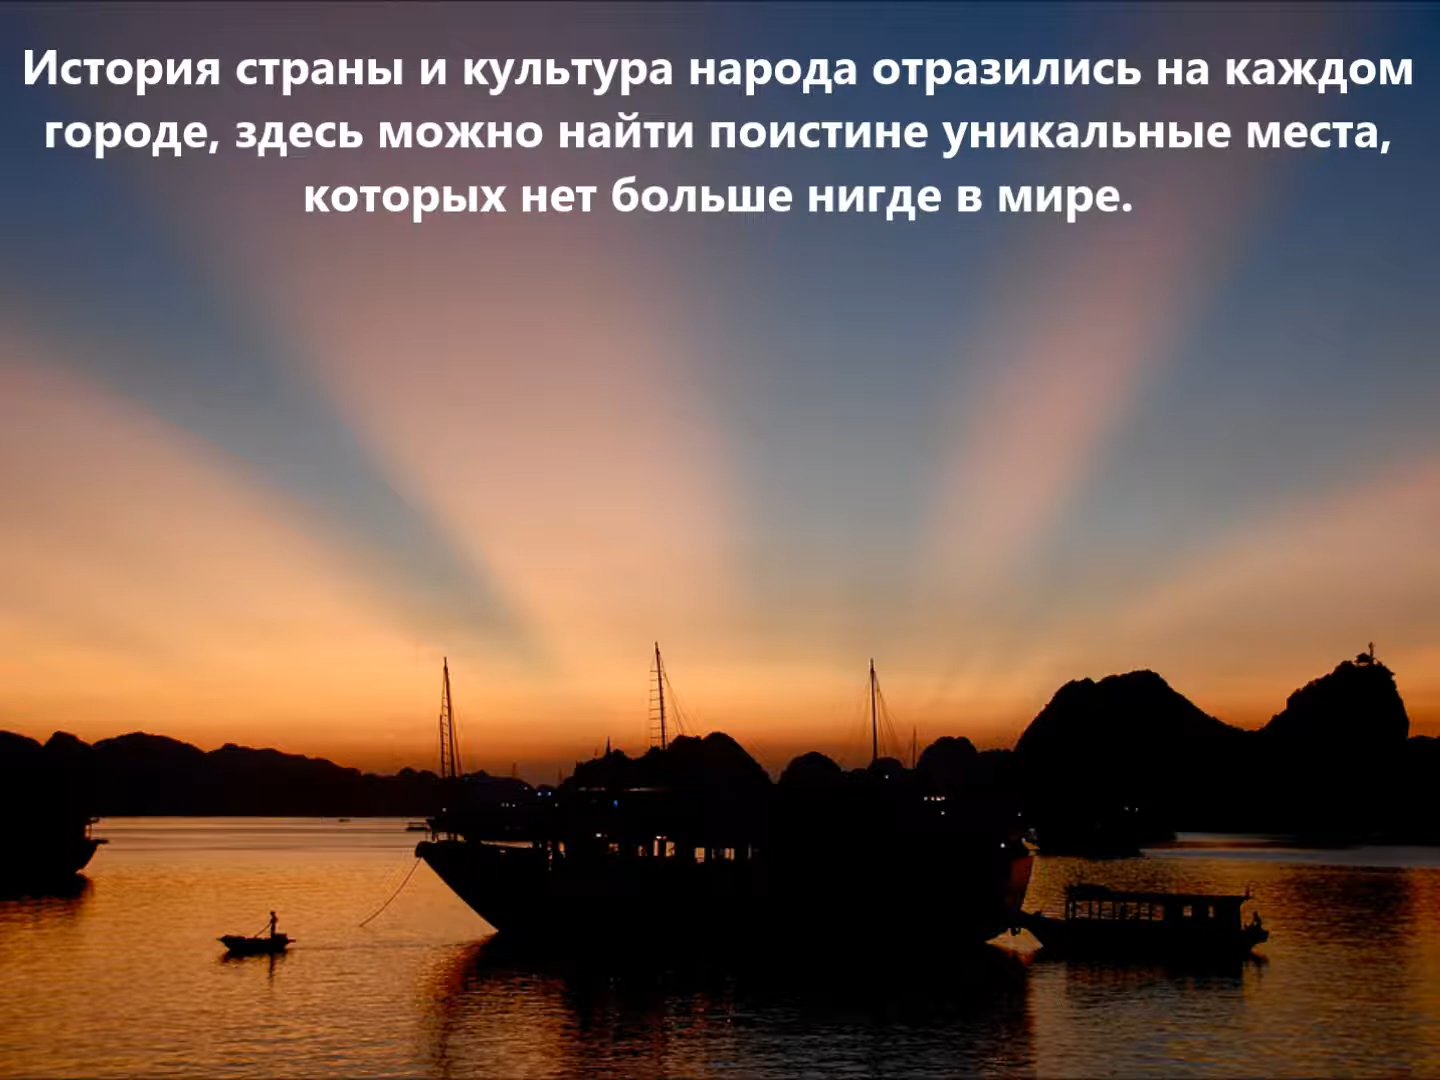 История страны и культура народа отразились на каждом
городе, здесь можно найти поистине уникальные места,
которых нет больше нигде в мире.